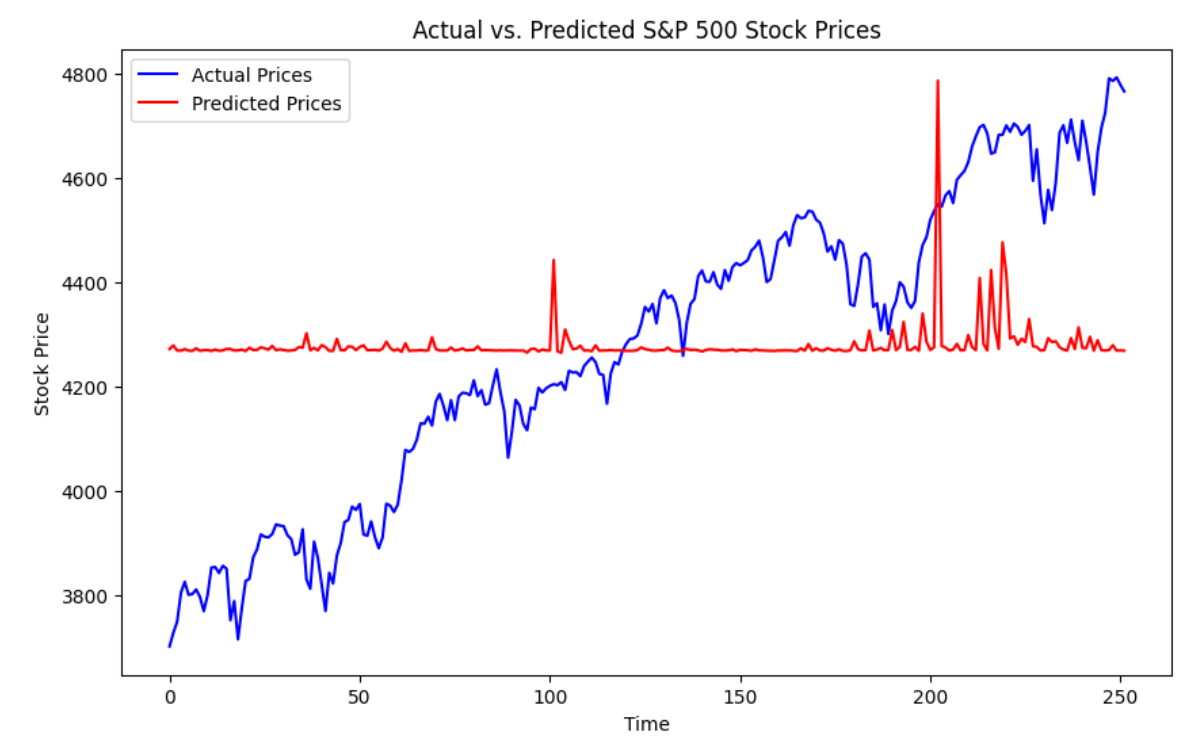 Actual vs. Predicted S&P 500 Stock Prices
Actual Prices
Predicted Prices
Stock Price
4800
4600
4400
4200
4000
3800
0 50 100 150 200 250
Time